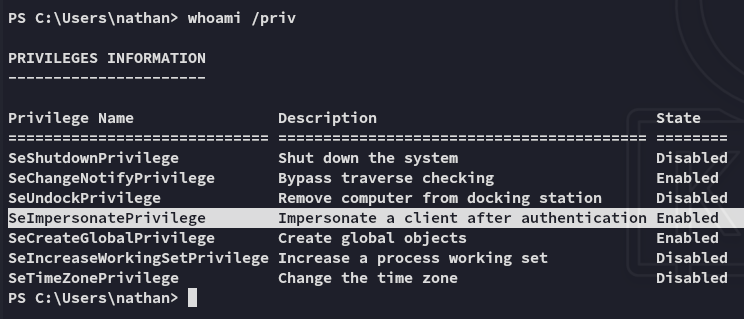 PS C:\Users\nathan> whoami /priv
PRIVILEGES INFORMATION
----------------------
Privilege Name                Description                               State
============================= ========================================= ========
SeShutdownPrivilege           Shut down the system                      Disabled
SeChangeNotifyPrivilege       Bypass traverse checking                  Enabled
SeUndockPrivilege             Remove computer from docking station      Disabled
SeImpersonatePrivilege        Impersonate a client after authentication Enabled
SeCreateGlobalPrivilege       Create global objects                     Enabled
SeIncreaseWorkingSetPrivilege Increase a process working set            Disabled
SeTimeZonePrivilege           Change the time zone                      Disabled
PS C:\Users\nathan>